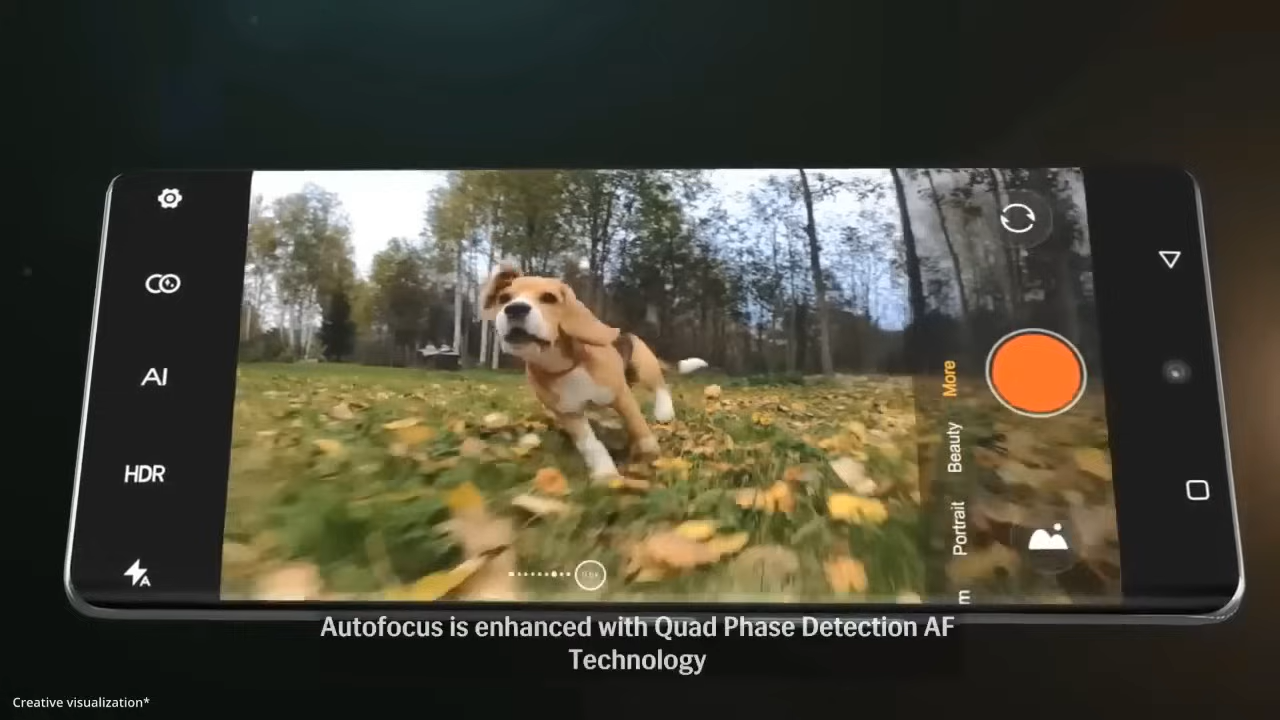 AI
HDR
A
More
Beauty
Portrait
m
Autofocus is enhanced with Quad Phase Detection AF
Technology
Creative visualization*